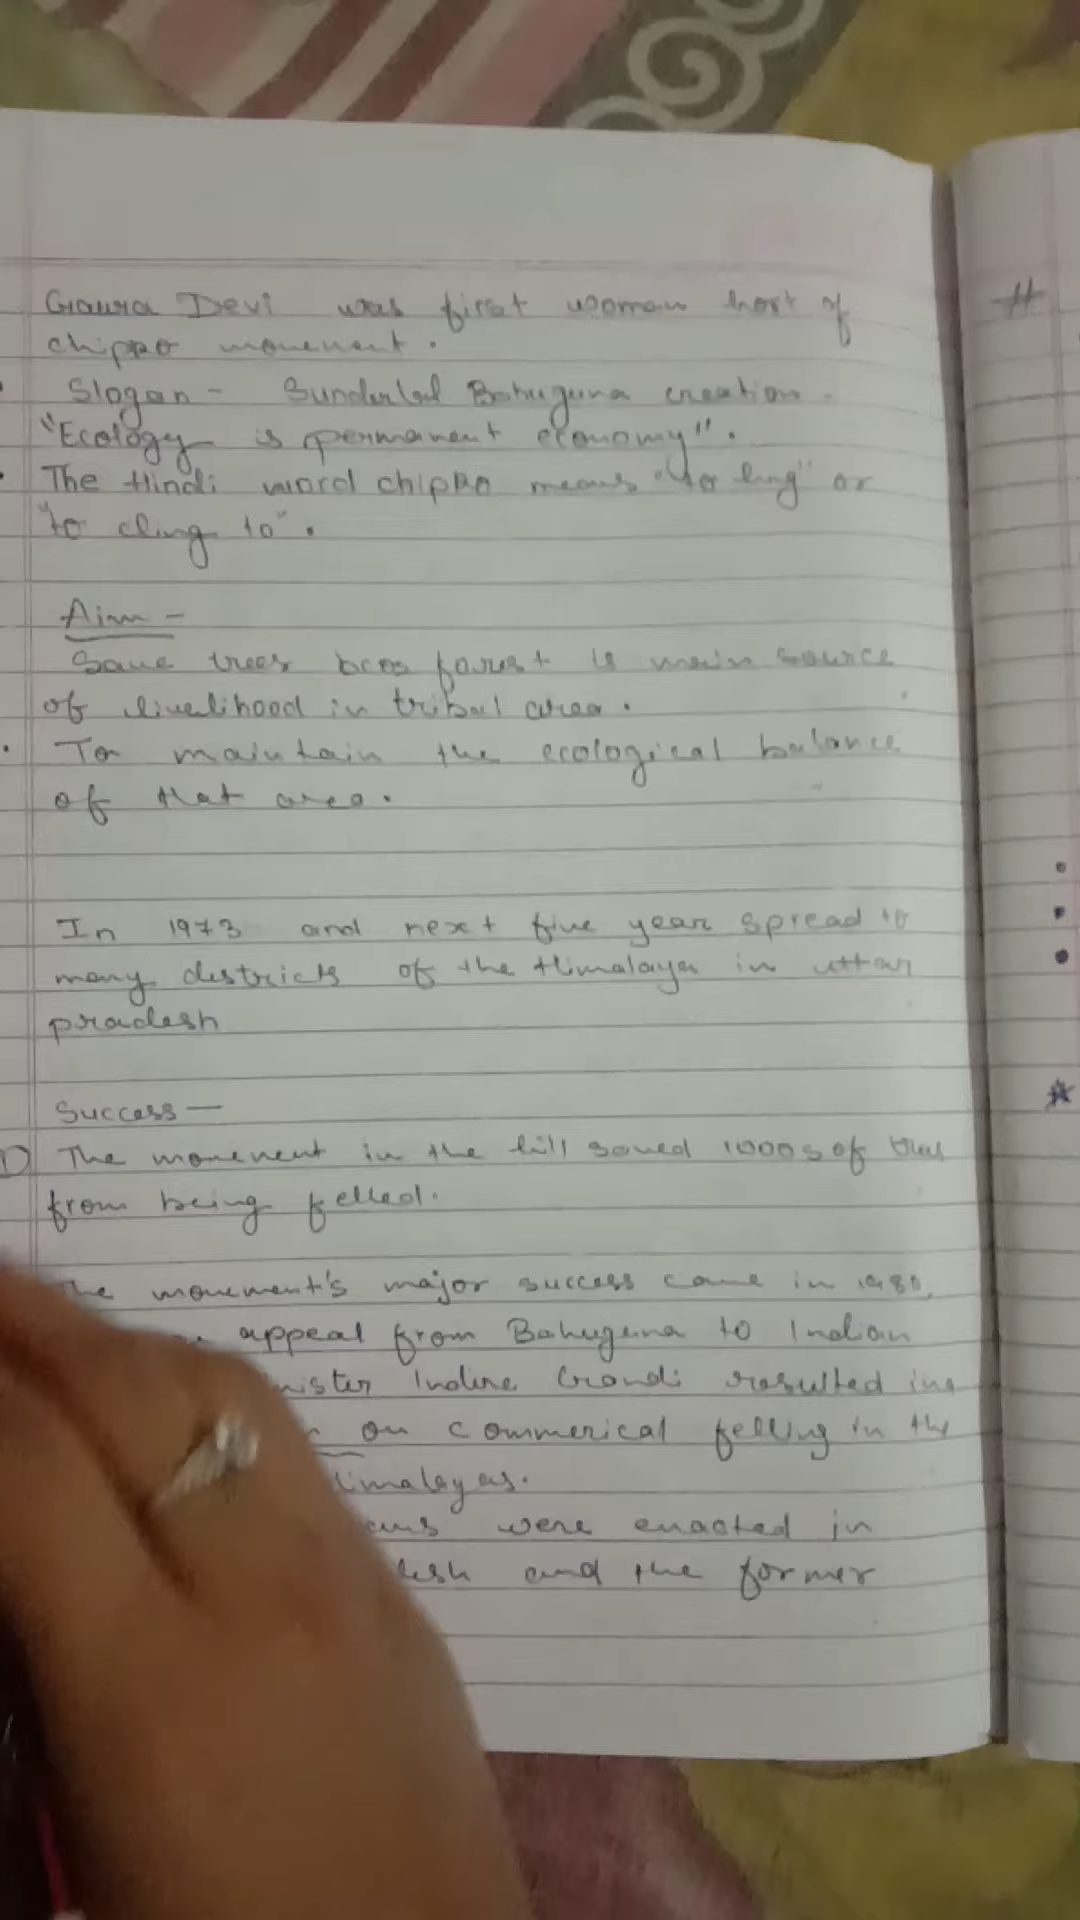 Gaura Devi was first woman host of
chipko movement.
Slogan - Sunderlal Bahuguna creation.
"Ecology is permanent economy".
The Hindi word chipko means "to hug" or
"to cling to".
Aim -
Save trees bcos forest is main source
of livelihood in tribal area.
To maintain the ecological balance
of that area.
In 1973 and next five year spread to
many districts of the Himalaya in uttar
pradesh
Success -
1) The movement in the hill saved 1000s of trees
from being felled.
The movement's major success came in 1980,
appeal from Bahuguna to Indian
Indira Gandi resulted in a
on commerical felling in the
were enacted in
and the former
#
*